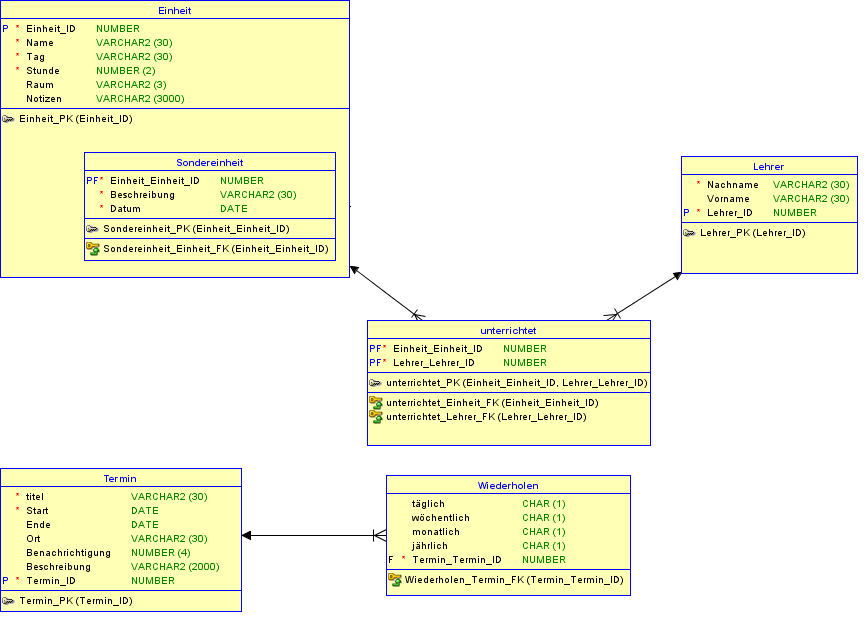 Einheit
P * Einheit_ID NUMBER
* Name VARCHAR2 (30)
* Tag VARCHAR2 (30)
* Stunde NUMBER (2)
Raum VARCHAR2 (3)
Notizen VARCHAR2 (3000)
Einheit_PK (Einheit_ID)
Sondereinheit
PF* Einheit_Einheit_ID NUMBER
* Beschreibung VARCHAR2 (30)
* Datum DATE
Sondereinheit_PK (Einheit_Einheit_ID)
Sondereinheit_Einheit_FK (Einheit_Einheit_ID)
Lehrer
* Nachname VARCHAR2 (30)
Vorname VARCHAR2 (30)
P * Lehrer_ID NUMBER
Lehrer_PK (Lehrer_ID)
unterrichtet
PF* Einheit_Einheit_ID NUMBER
PF* Lehrer_Lehrer_ID NUMBER
unterrichtet_PK (Einheit_Einheit_ID, Lehrer_Lehrer_ID)
unterrichtet_Einheit_FK (Einheit_Einheit_ID)
unterrichtet_Lehrer_FK (Lehrer_Lehrer_ID)
Termin
* titel VARCHAR2 (30)
* Start DATE
Ende DATE
Ort VARCHAR2 (30)
Benachrichtigung NUMBER (4)
Beschreibung VARCHAR2 (2000)
P * Termin_ID NUMBER
Termin_PK (Termin_ID)
Wiederholen
täglich CHAR (1)
wöchentlich CHAR (1)
monatlich CHAR (1)
jährlich CHAR (1)
F * Termin_Termin_ID NUMBER
Wiederholen_Termin_FK (Termin_Termin_ID)